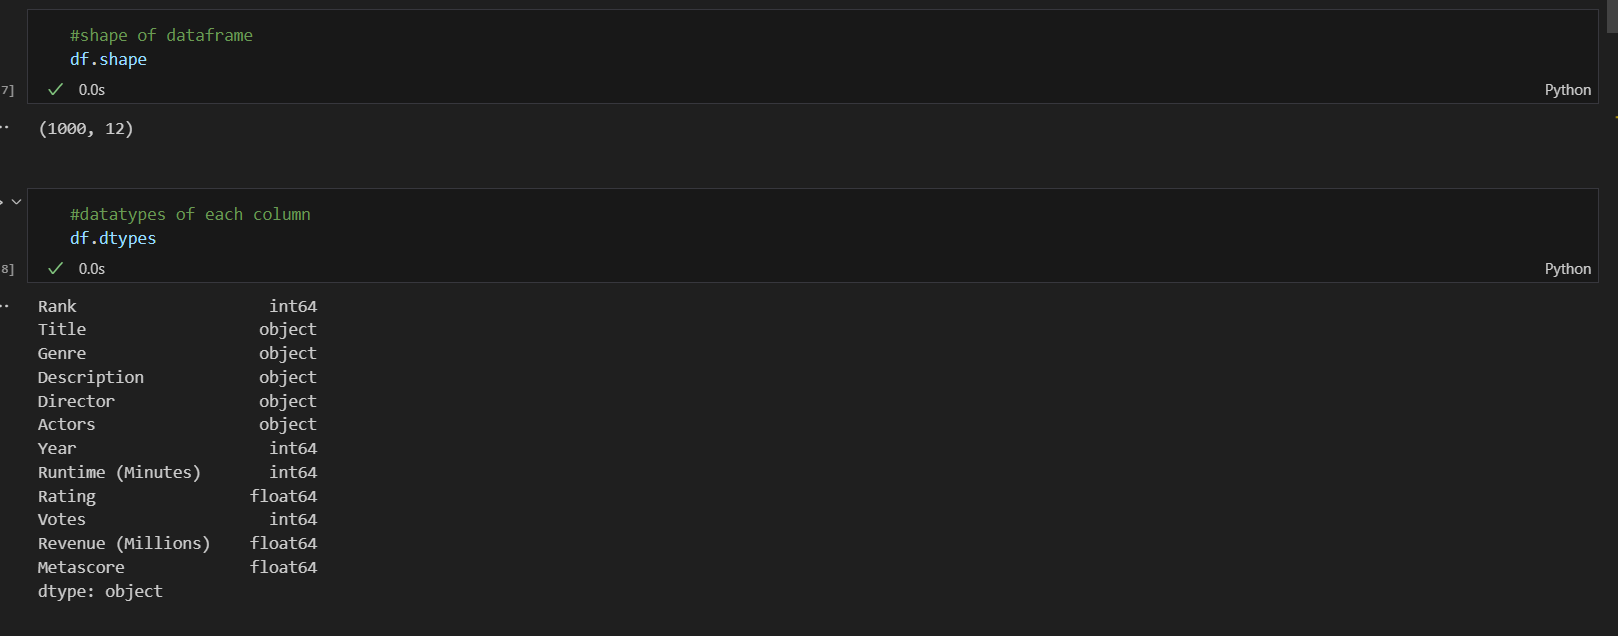 #shape of dataframe
df.shape
7]
0.0s
Python
(1000, 12)
#datatypes of each column
df.dtypes
8]
0.0s
Python
Rank int64
Title object
Genre object
Description object
Director object
Actors object
Year int64
Runtime (Minutes) int64
Rating float64
Votes int64
Revenue (Millions) float64
Metascore float64
dtype: object